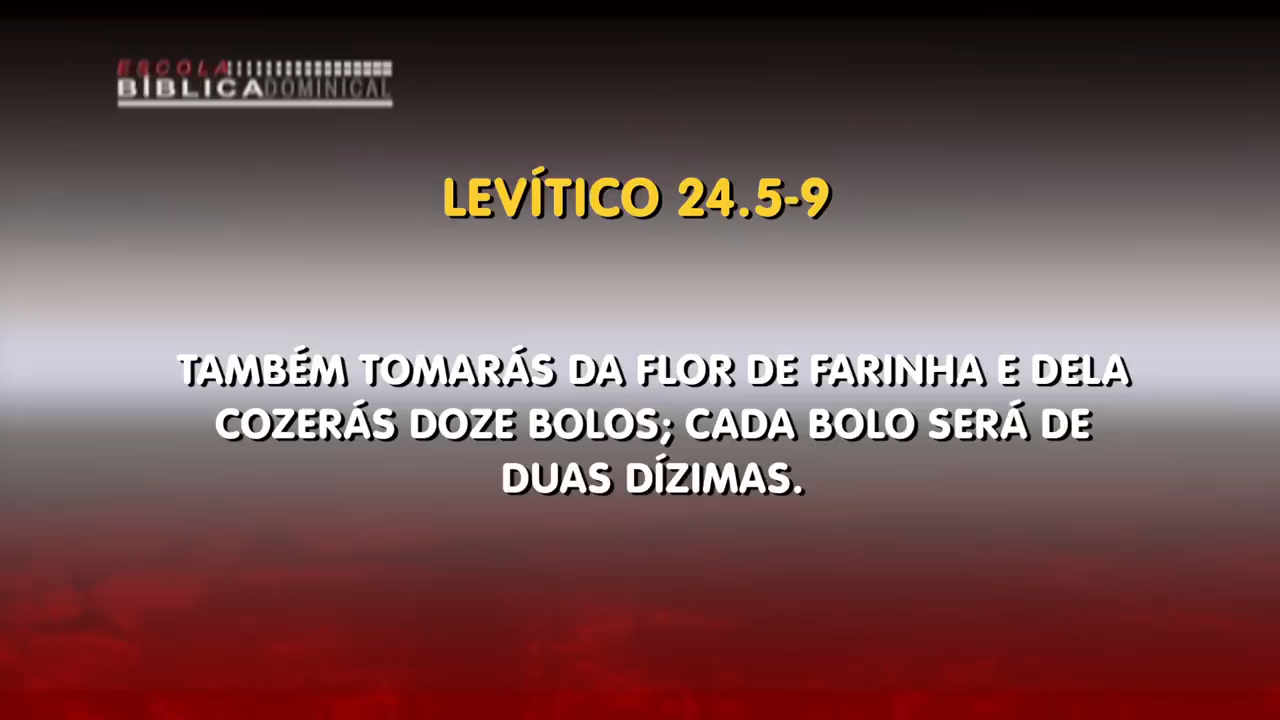 ESCOLA
BÍBLICA DOMINICAL
LEVÍTICO 24.5-9
TAMBÉM TOMARÁS DA FLOR DE FARINHA E DELA
COZERÁS DOZE BOLOS; CADA BOLO SERÁ DE
DUAS DÍZIMAS.